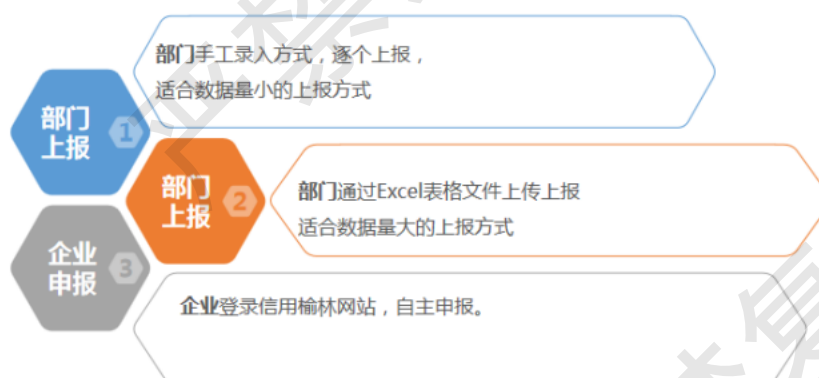 部门手工录入方式，逐个上报，
适合数据量小的上报方式
部门
上报
1
部门
上报
2
部门通过Excel表格文件上传上报
适合数据量大的上报方式
企业
申报
3
企业登录信用榆林网站，自主申报。
严禁
禁复